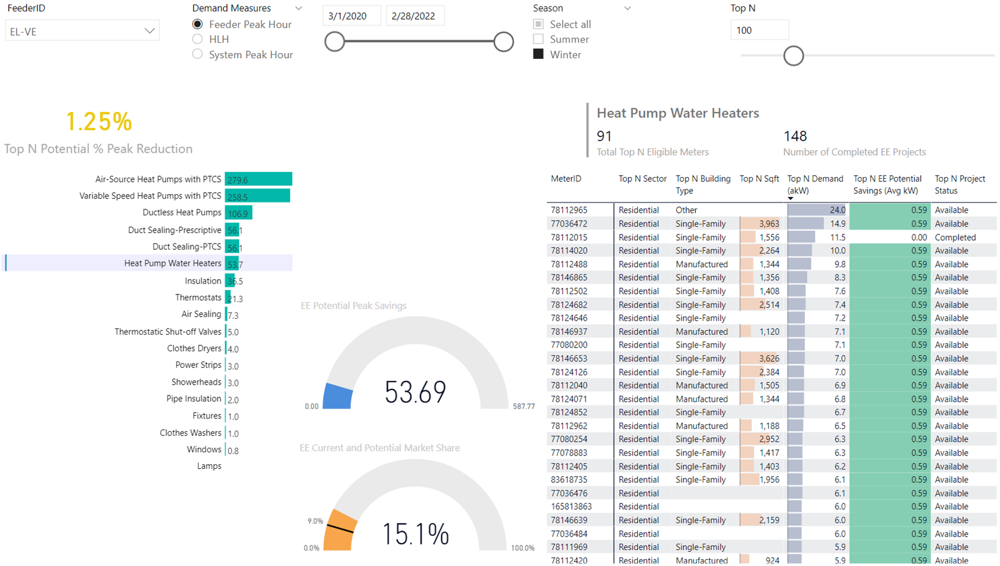 FeederID
EL-VE
Demand Measures
Feeder Peak Hour
HLH
System Peak Hour
3/1/2020 2/28/2022
Season
Select all
Summer
Winter
Top N
100
1.25%
Top N Potential % Peak Reduction
Air-Source Heat Pumps with PTCS 279.6
Variable Speed Heat Pumps with PTCS 258.5
Ductless Heat Pumps 106.9
Duct Sealing-Prescriptive 56.1
Duct Sealing-PTCS 56.1
Heat Pump Water Heaters 53.7
Insulation 36.5
Thermostats 21.3
Air Sealing 7.3
Thermostatic Shut-off Valves 5.0
Clothes Dryers 4.0
Power Strips 3.0
Showerheads 3.0
Pipe Insulation 2.0
Fixtures 1.0
Clothes Washers 1.0
Windows 0.8
Lamps
EE Potential Peak Savings
53.69
0.00 587.77
EE Current and Potential Market Share
9.0%
15.1%
0.0% 100.0%
Heat Pump Water Heaters
91 148
Total Top N Eligible Meters Number of Completed EE Projects
MeterID Top N Sector Top N Building Top N Sqft Top N Demand Top N EE Potential Top N Project
Type (akW) Savings (Avg kW) Status
78112965 Residential Other 24.0 0.59 Available
77036472 Residential Single-Family 3,963 14.9 0.59 Available
78112015 Residential Single-Family 1,556 11.5 0.00 Completed
78114020 Residential Single-Family 2,264 10.0 0.59 Available
78112488 Residential Manufactured 1,344 9.8 0.59 Available
78146865 Residential Single-Family 1,356 8.3 0.59 Available
78112502 Residential Single-Family 1,408 7.6 0.59 Available
78124682 Residential Single-Family 2,514 7.4 0.59 Available
78124646 Residential Single-Family 7.2 0.59 Available
78146937 Residential Manufactured 1,120 7.1 0.59 Available
77080200 Residential Single-Family 7.1 0.59 Available
78146653 Residential Single-Family 3,626 7.0 0.59 Available
78124126 Residential Single-Family 2,384 7.0 0.59 Available
78112040 Residential Manufactured 1,505 6.9 0.59 Available
78124071 Residential Manufactured 1,344 6.8 0.59 Available
78124852 Residential Single-Family 6.7 0.59 Available
78112962 Residential Manufactured 1,188 6.5 0.59 Available
77080254 Residential Single-Family 2,952 6.3 0.59 Available
77078883 Residential Single-Family 1,417 6.3 0.59 Available
78112405 Residential Single-Family 1,403 6.2 0.59 Available
83618735 Residential Single-Family 1,956 6.1 0.59 Available
77036476 Residential 6.1 0.59 Available
165813863 Residential 6.0 0.59 Available
78146639 Residential Single-Family 2,159 6.0 0.59 Available
77036484 Residential 6.0 0.59 Available
78111969 Residential Single-Family 5.9 0.59 Available
78112420 Residential Manufactured 924 5.9 0.59 Available